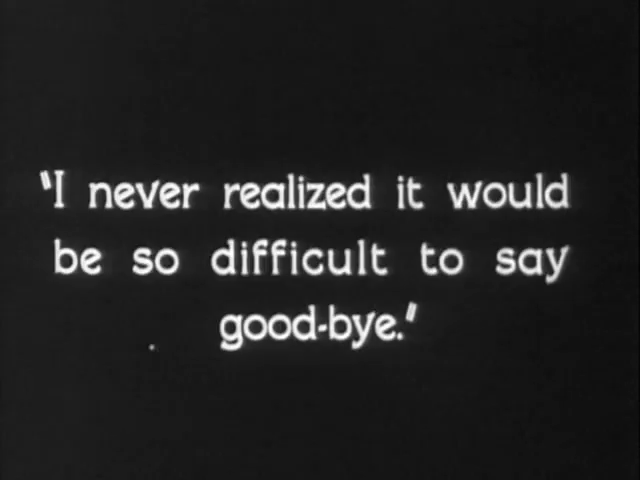 "I never realized it would
be so difficult to say
good-bye."